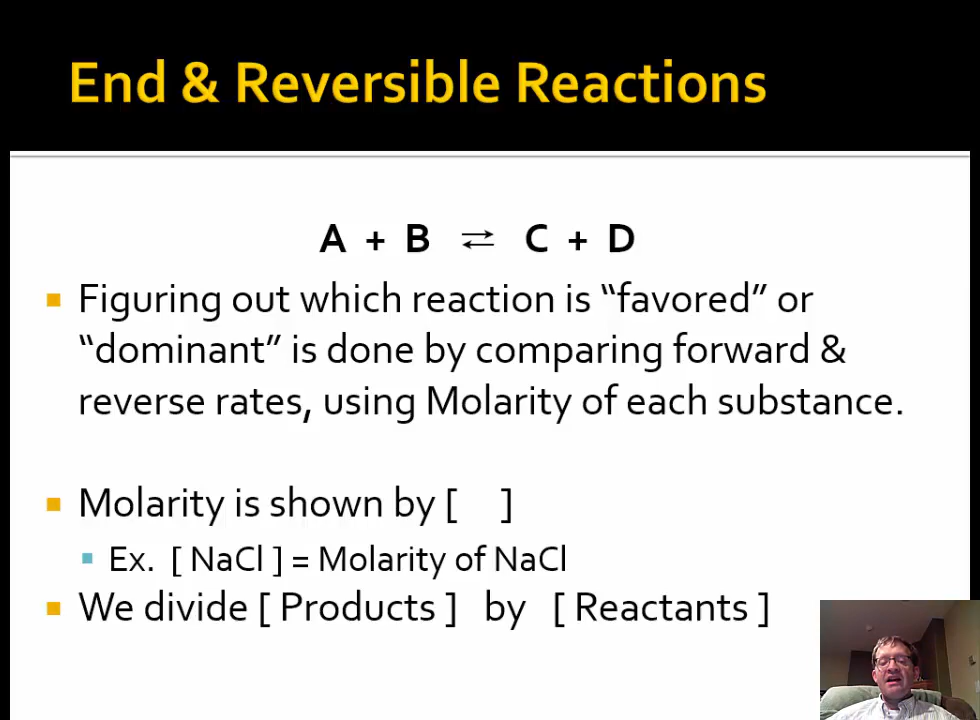 End & Reversible Reactions
A + B ⇄ C + D
Figuring out which reaction is “favored” or
“dominant” is done by comparing forward &
reverse rates, using Molarity of each substance.
Molarity is shown by [ ]
Ex. [ NaCl ] = Molarity of NaCl
We divide [ Products ] by [ Reactants ]